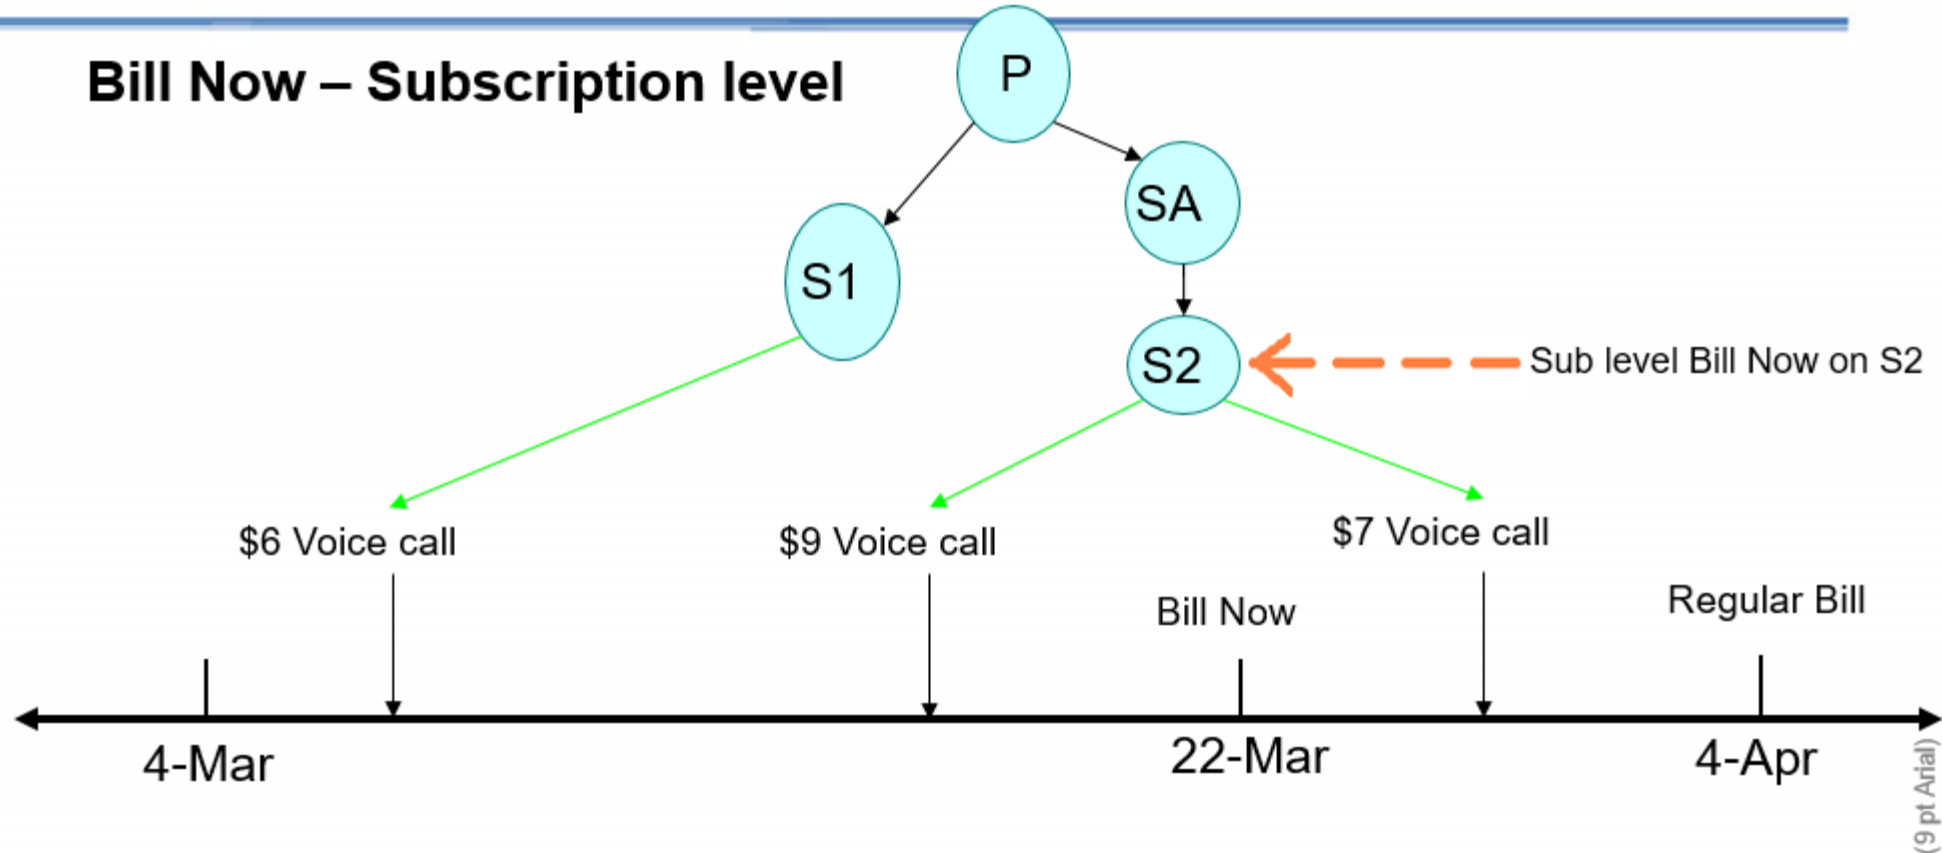 P
Bill Now – Subscription level
SA
S1
S2
Sub level Bill Now on S2
$6 Voice call
$9 Voice call
$7 Voice call
Bill Now
Regular Bill
4-Mar
22-Mar
4-Apr
(9 pt Arial)